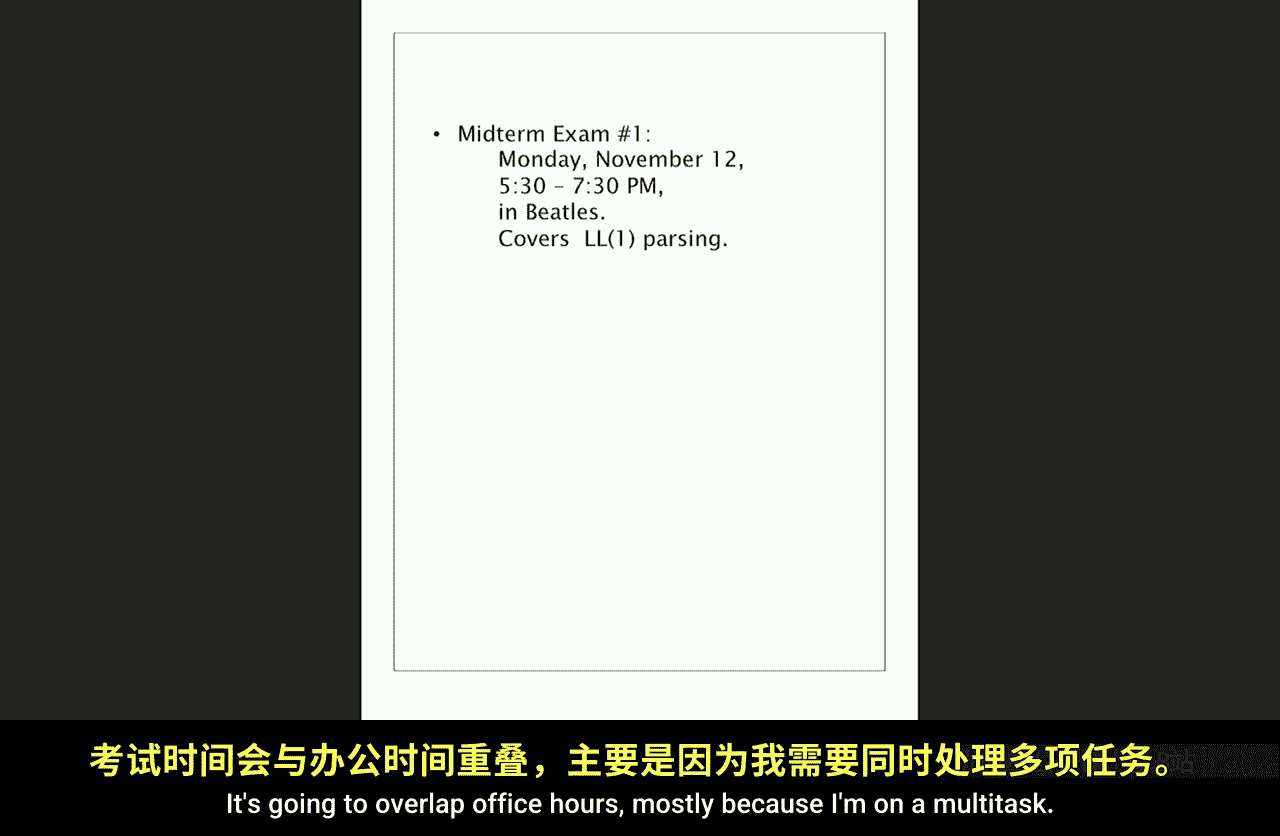 • Midterm Exam #1:
Monday, November 12,
5:30 – 7:30 PM,
in Beatles.
Covers LL(1) parsing.
考试时间会与办公时间重叠，主要是因为我需要同时处理多项任务。
It's going to overlap office hours, mostly because I'm on a multitask.